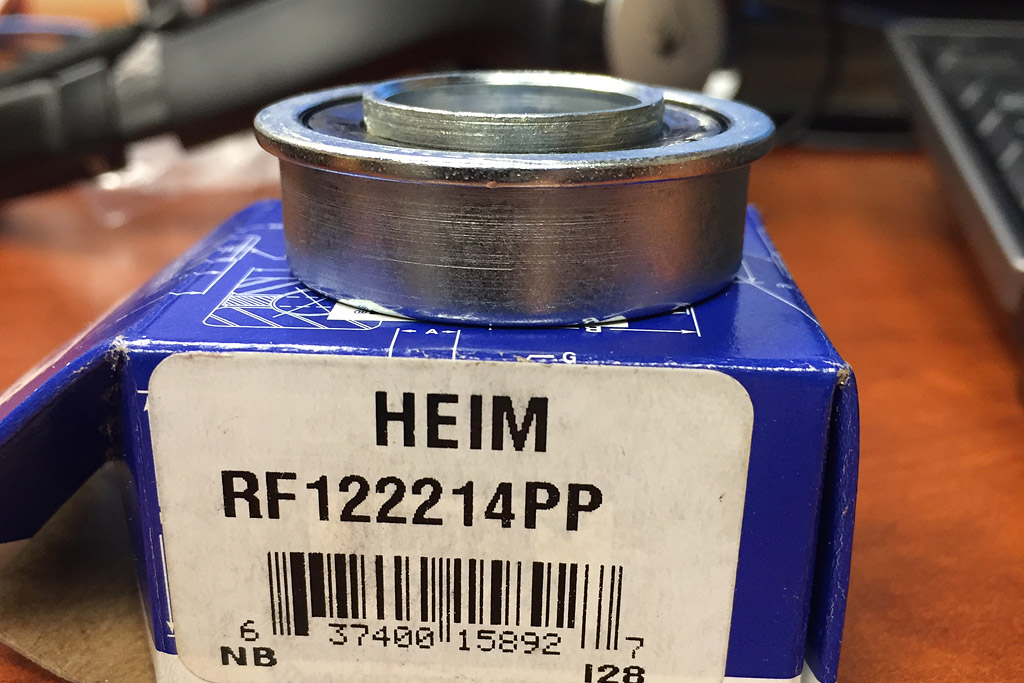 A
G
HEIM
RF122214PP
6 37400 15892 7
NB I28